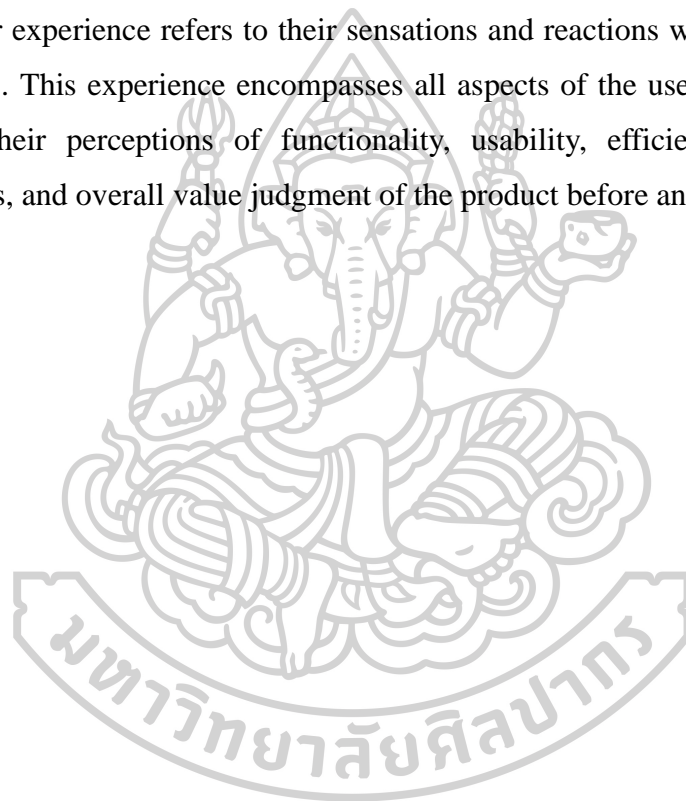 r experience refers to their sensations and reactions w
. This experience encompasses all aspects of the use
heir perceptions of functionality, usability, efficie
s, and overall value judgment of the product before an
มหาวิทยาลัยศิลปากร